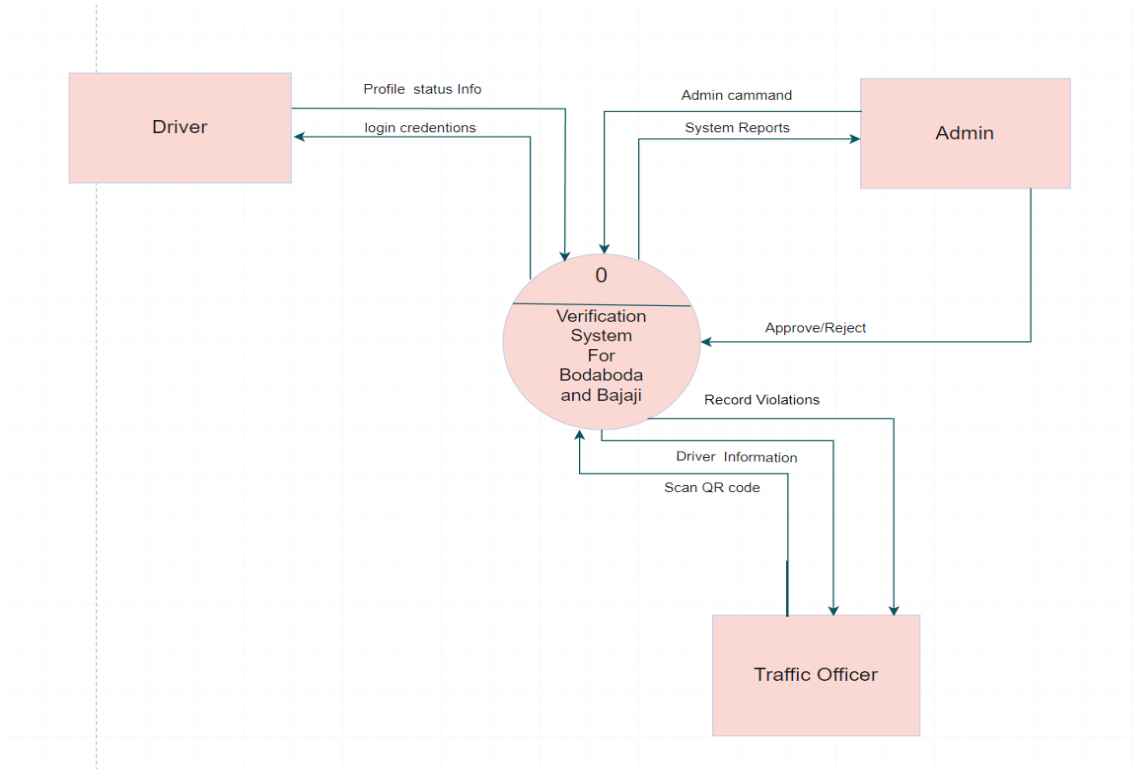 Profile status Info
login credentions
Driver
Admin cammand
System Reports
Admin
0
Verification
System
For
Bodaboda
and Bajaji
Approve/Reject
Record Violations
Driver Information
Scan QR code
Traffic Officer